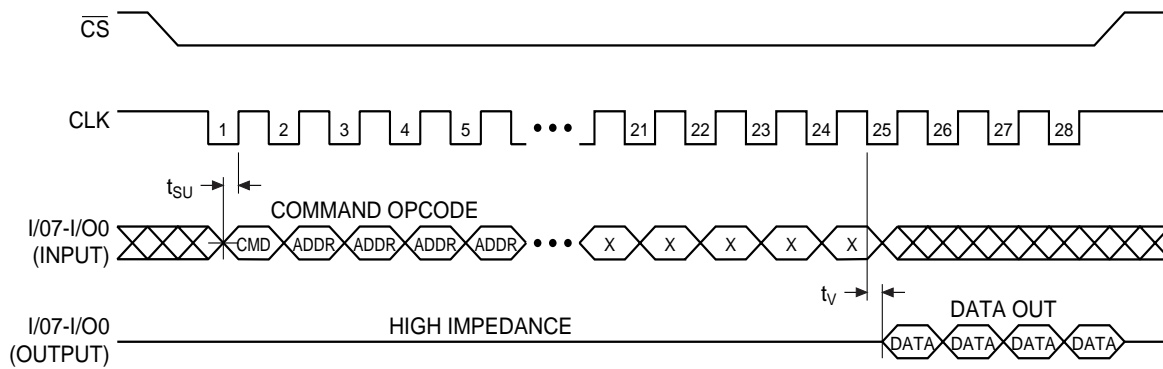 CS
CLK
1 2 3 4 5 ••• 21 22 23 24 25 26 27 28
tSU
COMMAND OPCODE
I/07-I/O0
(INPUT)
CMD ADDR ADDR ADDR ADDR ••• X X X X X
tV
DATA OUT
I/07-I/O0
(OUTPUT)
HIGH IMPEDANCE
DATA DATA DATA DATA